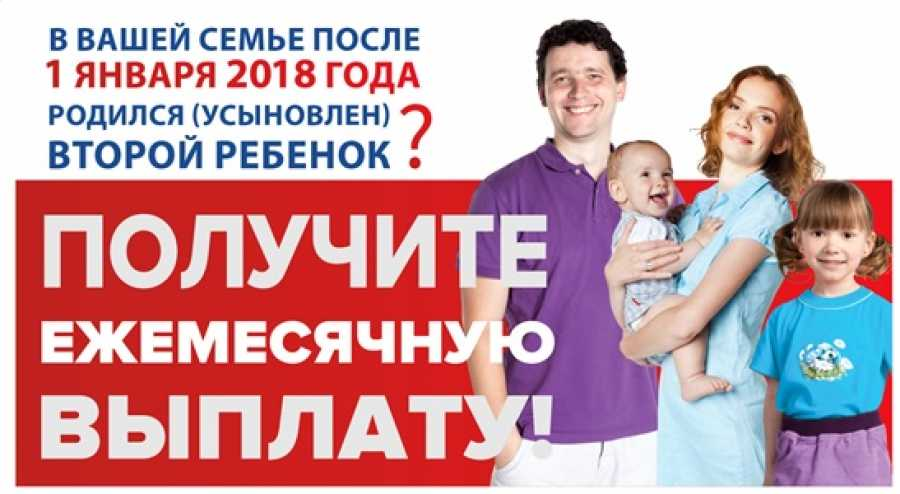 В ВАШЕЙ СЕМЬЕ ПОСЛЕ
1 ЯНВАРЯ 2018 ГОДА
РОДИЛСЯ (УСЫНОВЛЕН)
ВТОРОЙ РЕБЕНОК ?
ПОЛУЧИТЕ
ЕЖЕМЕСЯЧНУЮ
ВЫПЛАТУ!